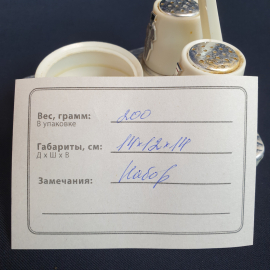 Вес, грамм: 200
В упаковке
Габариты, см: 14×12×14
Д х Ш х В
Замечания: Набор